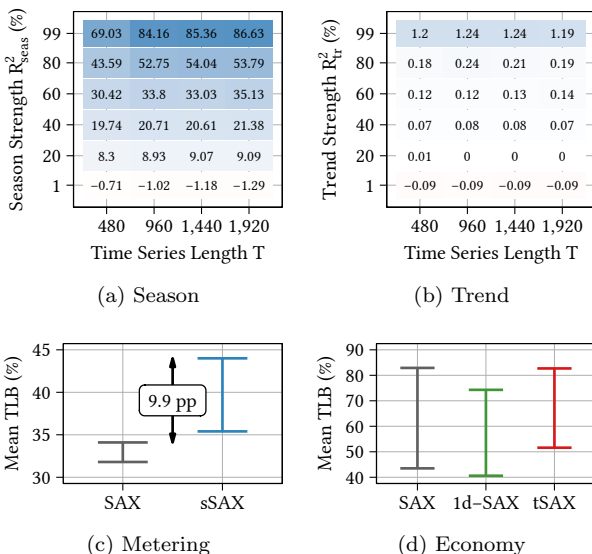 Season Strength R²seas (%)
99 69.03 84.16 85.36 86.63
80 43.59 52.75 54.04 53.79
60 30.42 33.8 33.03 35.13
40 19.74 20.71 20.61 21.38
20 8.3 8.93 9.07 9.09
1 −0.71 −1.02 −1.18 −1.29
480 960 1,440 1,920
Time Series Length T
(a) Season
Trend Strength R²tr (%)
99 1.2 1.24 1.24 1.19
80 0.18 0.24 0.21 0.19
60 0.12 0.12 0.13 0.14
40 0.07 0.08 0.08 0.07
20 0.01 0 0 0
1 −0.09 −0.09 −0.09 −0.09
480 960 1,440 1,920
Time Series Length T
(b) Trend
Mean TLB (%)
45
40
35
30
9.9 pp
SAX sSAX
(c) Metering
Mean TLB (%)
90
80
70
60
50
40
SAX 1d−SAX tSAX
(d) Economy